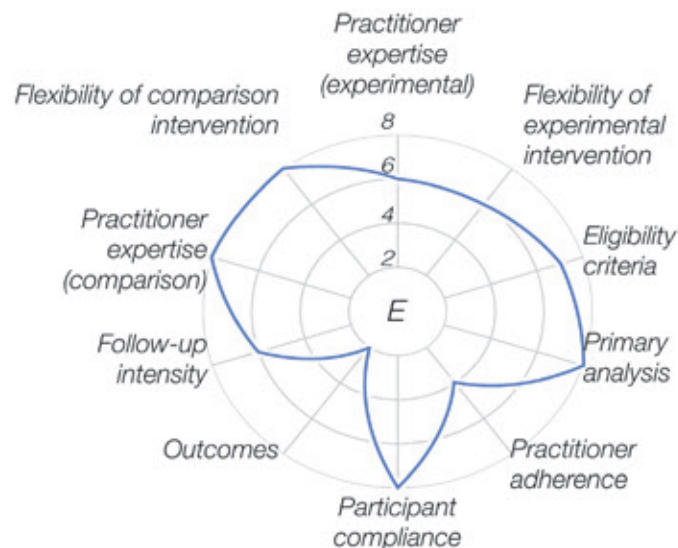 Practitioner
expertise
(experimental)
Flexibility of comparison
intervention
Flexibility of
experimental
intervention
8
6
4
2
E
Practitioner
expertise
(comparison)
Eligibility
criteria
Follow-up
intensity
Primary
analysis
Outcomes
Practitioner
adherence
Participant
compliance